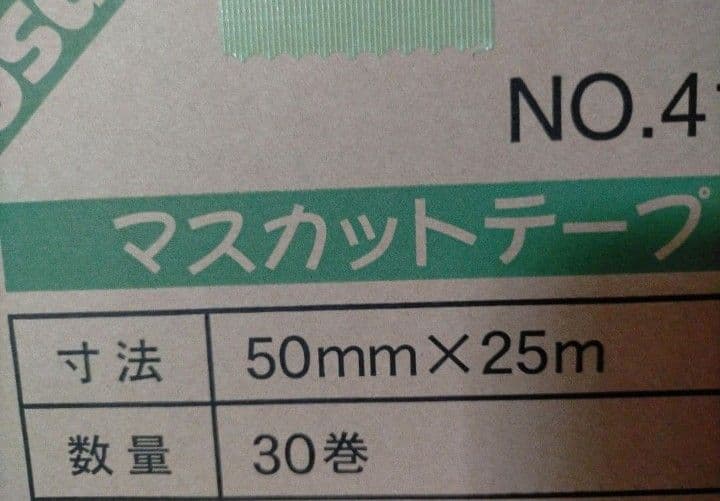 NO.4
マスカットテープ
寸法 50mm×25m
数量 30巻